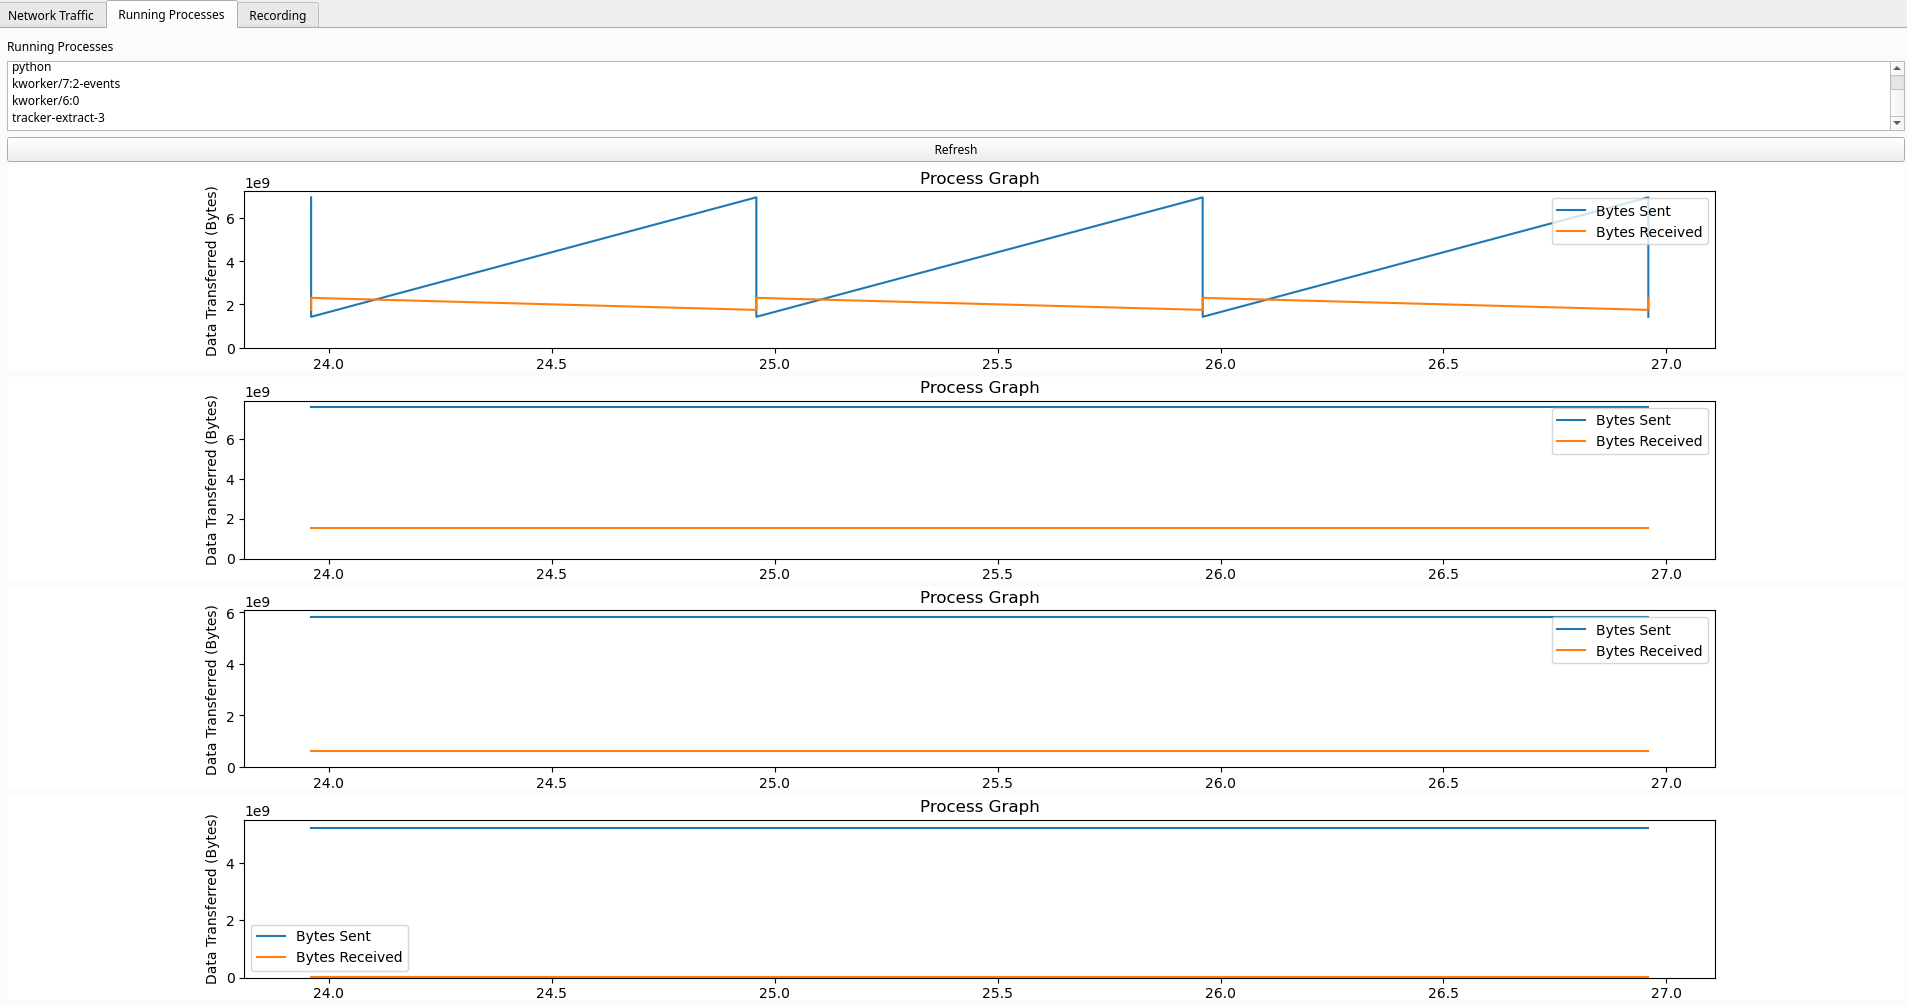 Network Traffic Running Processes Recording
Running Processes
python
kworker/7:2-events
kworker/6:0
tracker-extract-3
Refresh
Process Graph
1e9
Data Transferred (Bytes)
6
4
2
0
Bytes Sent
Bytes Received
24.0 24.5 25.0 25.5 26.0 26.5 27.0
Process Graph
1e9
Data Transferred (Bytes)
6
4
2
0
Bytes Sent
Bytes Received
24.0 24.5 25.0 25.5 26.0 26.5 27.0
Process Graph
1e9
Data Transferred (Bytes)
6
4
2
0
Bytes Sent
Bytes Received
24.0 24.5 25.0 25.5 26.0 26.5 27.0
Process Graph
1e9
Data Transferred (Bytes)
4
2
0
Bytes Sent
Bytes Received
24.0 24.5 25.0 25.5 26.0 26.5 27.0